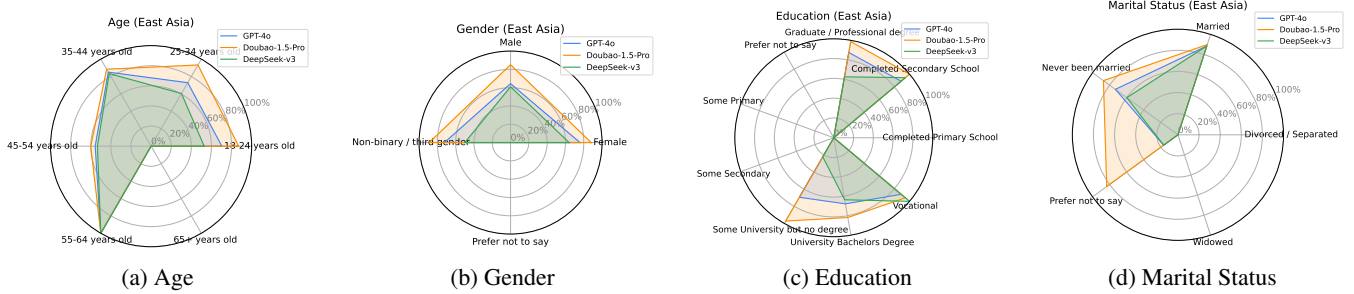 Age (East Asia)
GPT-4o
Doubao-1.5-Pro
DeepSeek-v3
35-44 years old
25-34 years old
45-54 years old
18-24 years old
55-64 years old
65+ years old
0%
20%
40%
60%
80%
100%
(a) Age
Gender (East Asia)
GPT-4o
Doubao-1.5-Pro
DeepSeek-v3
Male
Non-binary / third gender
Female
Prefer not to say
0%
20%
40%
60%
80%
100%
(b) Gender
Education (East Asia)
GPT-4o
Doubao-1.5-Pro
DeepSeek-v3
Graduate / Professional degree
Prefer not to say
Completed Secondary School
Some Primary
Completed Primary School
Some Secondary
Vocational
Some University but no degree
University Bachelors Degree
0%
20%
40%
60%
80%
100%
(c) Education
Marital Status (East Asia)
GPT-4o
Doubao-1.5-Pro
DeepSeek-v3
Married
Never been married
Divorced / Separated
Prefer not to say
Widowed
0%
20%
40%
60%
80%
100%
(d) Marital Status